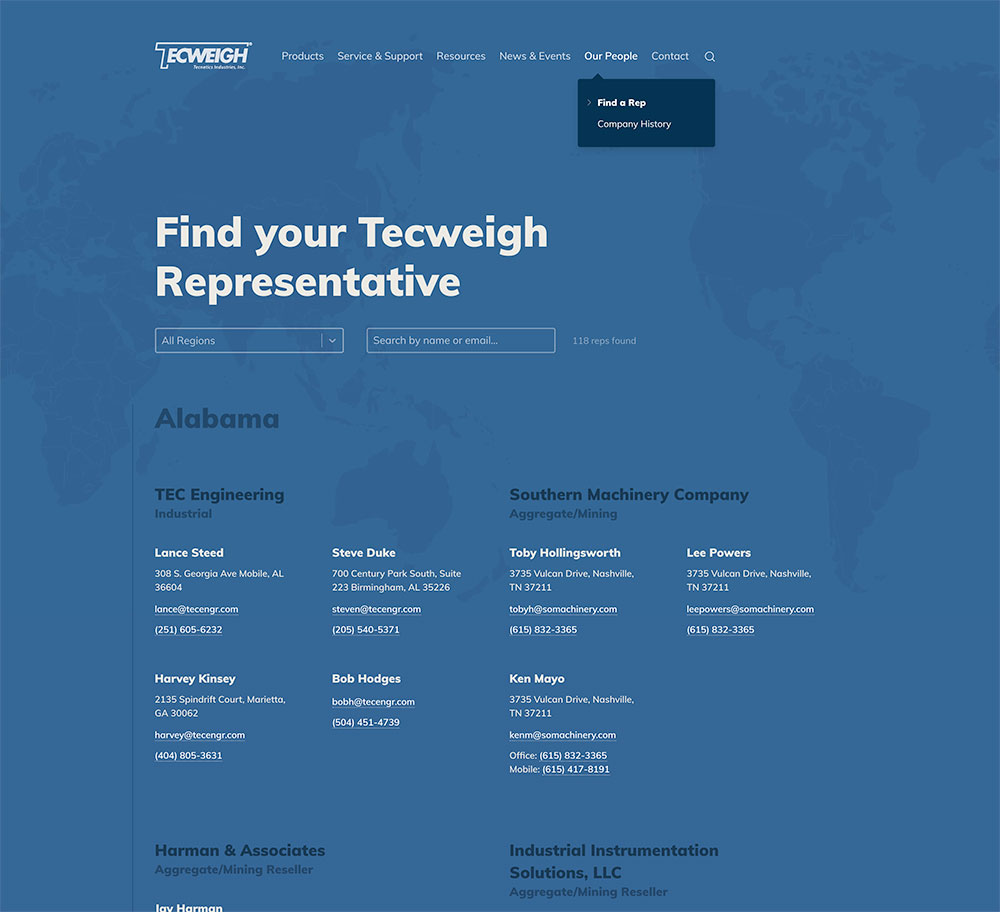 TECWEIGH
Tecnetics Industries, Inc.
Products Service & Support Resources News & Events Our People Contact
Find a Rep
Company History
Find your Tecweigh
Representative
All Regions
Search by name or email...
118 reps found
Alabama
TEC Engineering
Industrial
Lance Steed
308 S. Georgia Ave Mobile, AL
36604
lance@tecengr.com
(251) 605-6232
Steve Duke
700 Century Park South, Suite
223 Birmingham, AL 35226
steven@tecengr.com
(205) 540-5371
Harvey Kinsey
2135 Spindrift Court, Marietta,
GA 30062
harvey@tecengr.com
(404) 805-3631
Bob Hodges
bobh@tecengr.com
(504) 451-4739
Southern Machinery Company
Aggregate/Mining
Toby Hollingsworth
3735 Vulcan Drive, Nashville,
TN 37211
tobyh@somachinery.com
(615) 832-3365
Lee Powers
3735 Vulcan Drive, Nashville,
TN 37211
leepowers@somachinery.com
(615) 832-3365
Ken Mayo
3735 Vulcan Drive, Nashville,
TN 37211
kenm@somachinery.com
Office: (615) 832-3365
Mobile: (615) 417-8191
Harman & Associates
Aggregate/Mining Reseller
Jay Harman
Industrial Instrumentation
Solutions, LLC
Aggregate/Mining Reseller